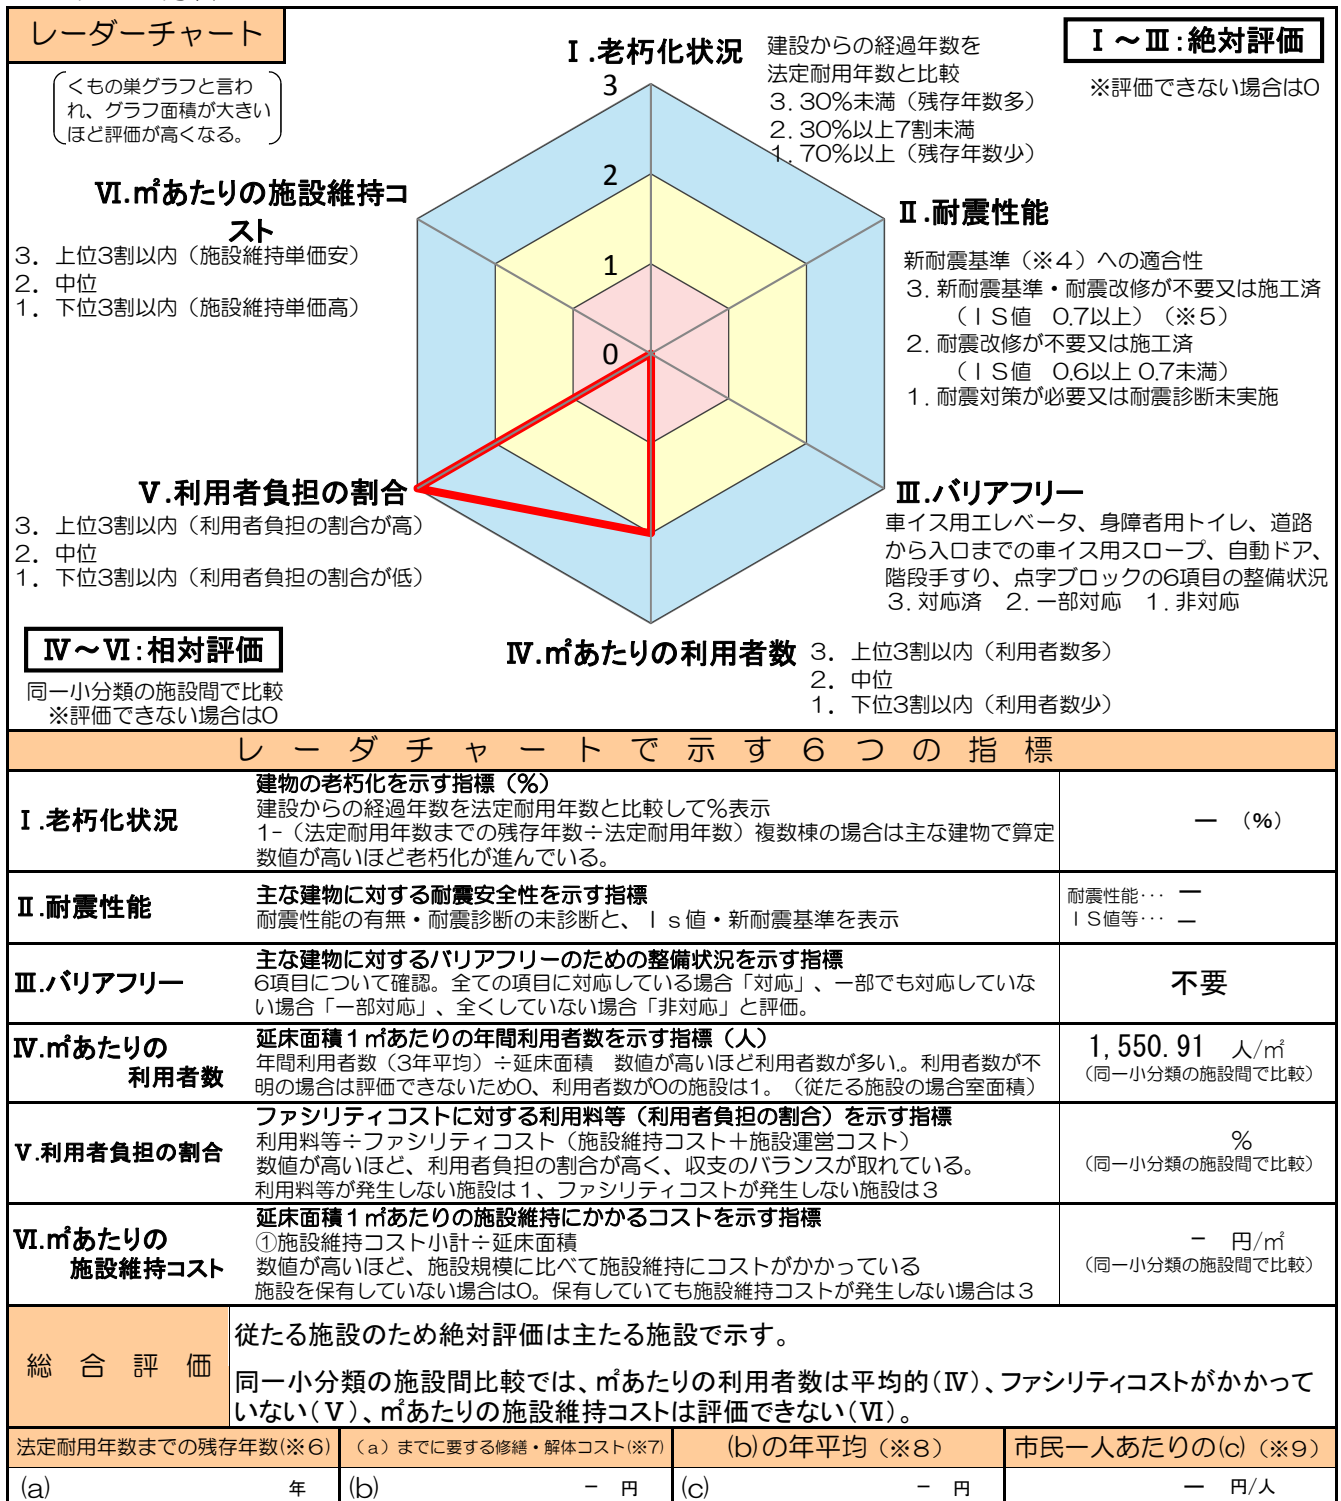 レーダーチャート
くもの巣グラフと言わ
れ、グラフ面積が大きい
ほど評価が高くなる。
Ⅰ.老朽化状況
建設からの経過年数を
法定耐用年数と比較
3. 30%未満（残存年数多）
2. 30%以上7割未満
1. 70%以上（残存年数少）
Ⅰ～Ⅲ:絶対評価
※評価できない場合は0
3
2
1
0
Ⅵ.㎡あたりの施設維持コ
スト
3. 上位3割以内（施設維持単価安）
2. 中位
1. 下位3割以内（施設維持単価高）
Ⅱ.耐震性能
新耐震基準（※4）への適合性
3. 新耐震基準・耐震改修が不要又は施工済
（ＩＳ値 0.7以上）（※5）
2. 耐震改修が不要又は施工済
（ＩＳ値 0.6以上 0.7未満）
1. 耐震対策が必要又は耐震診断未実施
Ⅴ.利用者負担の割合
3. 上位3割以内（利用者負担の割合が高）
2. 中位
1. 下位3割以内（利用者負担の割合が低）
Ⅲ.バリアフリー
車イス用エレベータ、身障者用トイレ、道路
から入口までの車イス用スロープ、自動ドア、
階段手すり、点字ブロックの6項目の整備状況
3. 対応済 2. 一部対応 1. 非対応
Ⅳ～Ⅵ:相対評価
同一小分類の施設間で比較
※評価できない場合は0
Ⅳ.㎡あたりの利用者数
3. 上位3割以内（利用者数多）
2. 中位
1. 下位3割以内（利用者数少）
レーダチャートで示す6つの指標
Ⅰ.老朽化状況
建物の老朽化を示す指標（%）
建設からの経過年数を法定耐用年数と比較して%表示
1-（法定耐用年数までの残存年数÷法定耐用年数）複数棟の場合は主な建物で算定
数値が高いほど老朽化が進んでいる。
－ （%）
Ⅱ.耐震性能
主な建物に対する耐震安全性を示す指標
耐震性能の有無・耐震診断の未診断と、Ｉｓ値・新耐震基準を表示
耐震性能･･･ －
ＩＳ値等･･･ －
Ⅲ.バリアフリー
主な建物に対するバリアフリーのための整備状況を示す指標
6項目について確認。全ての項目に対応している場合「対応」、一部でも対応していな
い場合「一部対応」、全くしていない場合「非対応」と評価。
不要
Ⅳ.㎡あたりの
利用者数
延床面積１㎡あたりの年間利用者数を示す指標（人）
年間利用者数（3年平均）÷延床面積 数値が高いほど利用者数が多い。利用者数が不
明の場合は評価できないため0、利用者数が0の施設は1。（従たる施設の場合室面積）
1,550.91 人/㎡
（同一小分類の施設間で比較）
Ⅴ.利用者負担の割合
ファシリティコストに対する利用料等（利用者負担の割合）を示す指標
利用料等÷ファシリティコスト（施設維持コスト＋施設運営コスト）
数値が高いほど、利用者負担の割合が高く、収支のバランスが取れている。
利用料等が発生しない施設は１、ファシリティコストが発生しない施設は３
%
（同一小分類の施設間で比較）
Ⅵ.㎡あたりの
施設維持コスト
延床面積１㎡あたりの施設維持にかかるコストを示す指標
①施設維持コスト小計÷延床面積
数値が高いほど、施設規模に比べて施設維持にコストがかかっている
施設を保有していない場合は0。保有していても施設維持コストが発生しない場合は３
－ 円/㎡
（同一小分類の施設間で比較）
総合評価
従たる施設のため絶対評価は主たる施設で示す。
同一小分類の施設間比較では、㎡あたりの利用者数は平均的(Ⅳ)、ファシリティコストがかかって
いない(Ⅴ)、㎡あたりの施設維持コストは評価できない(Ⅵ)。
法定耐用年数までの残存年数(※6)
（a）までに要する修繕・解体コスト(※7)
(b)の年平均（※8）
市民一人あたりの(c)（※9）
(a) 年
(b) － 円
(c) － 円
－ 円/人